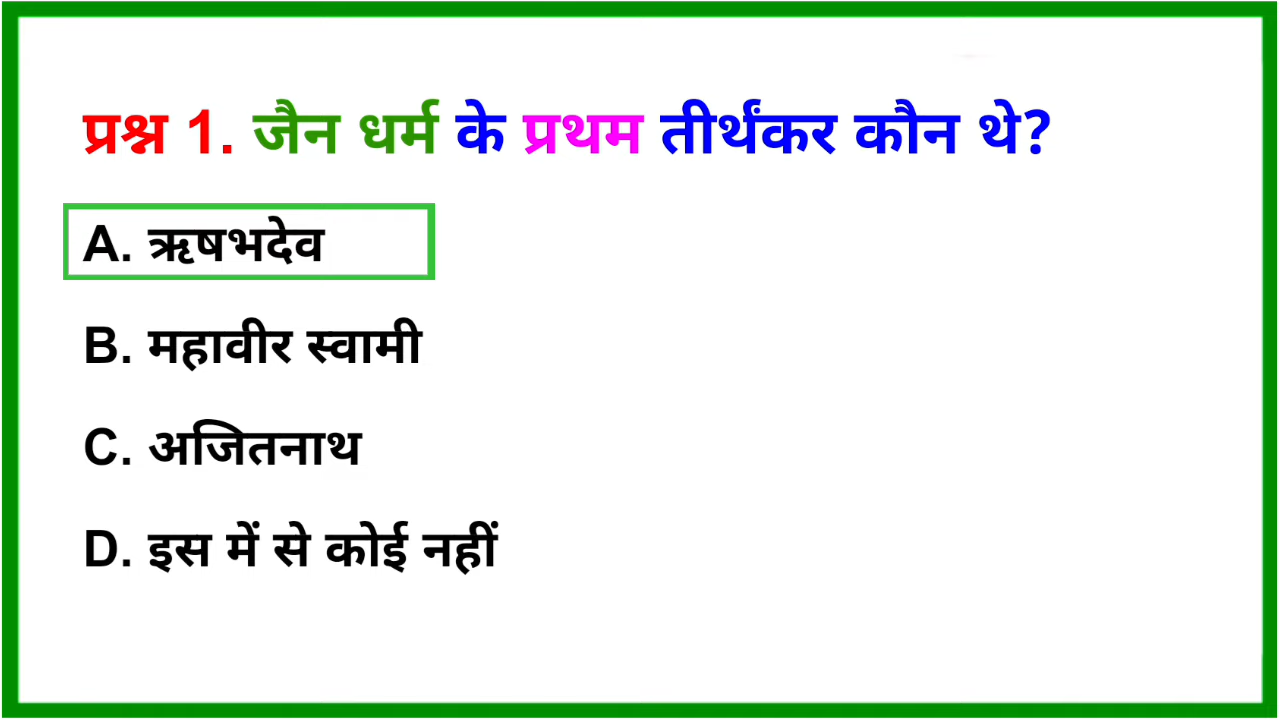 प्रश्न 1. जैन धर्म के प्रथम तीर्थंकर कौन थे?
A. ऋषभदेव
B. महावीर स्वामी
C. अजितनाथ
D. इस में से कोई नहीं